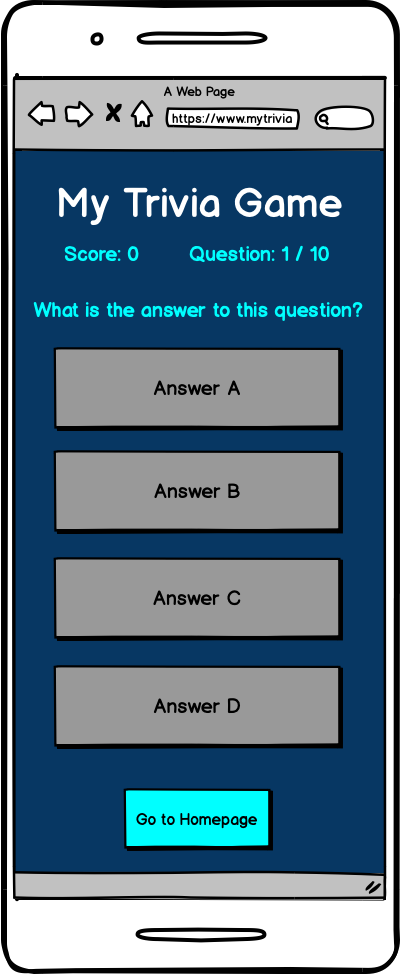 A Web Page
https://www.mytrivia
My Trivia Game
Score: 0 Question: 1 / 10
What is the answer to this question?
Answer A
Answer B
Answer C
Answer D
Go to Homepage